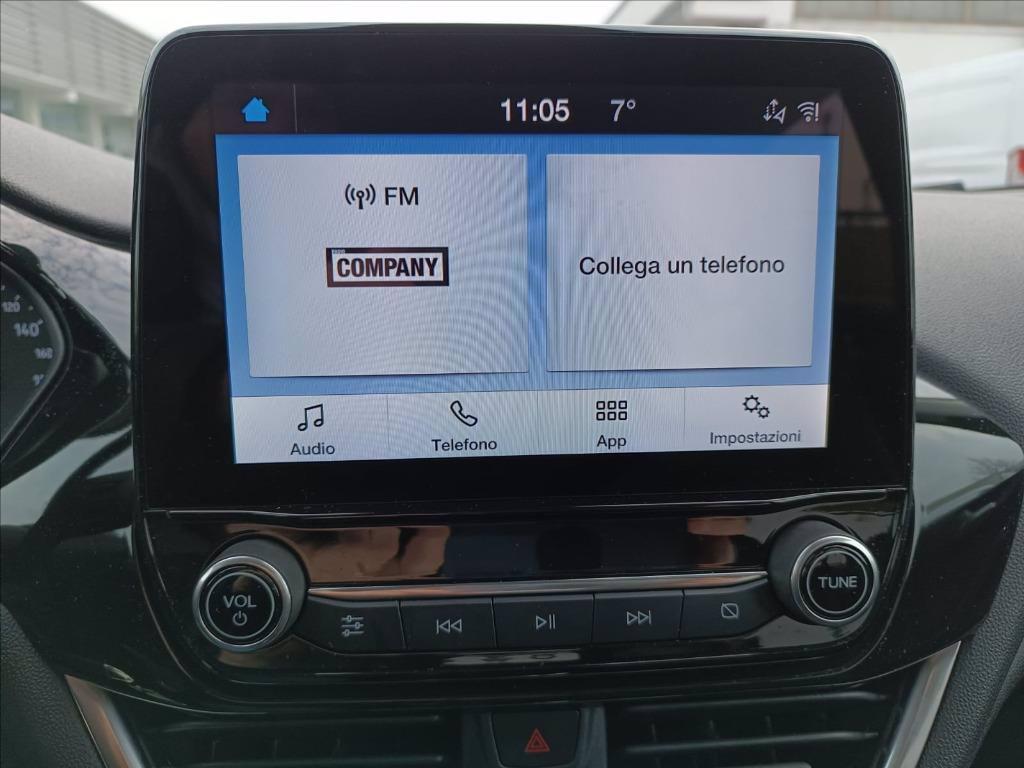 11:05 7°
FM
COMPANY
Collega un telefono
Audio
Telefono
App
Impostazioni
VOL
TUNE
120
140
160